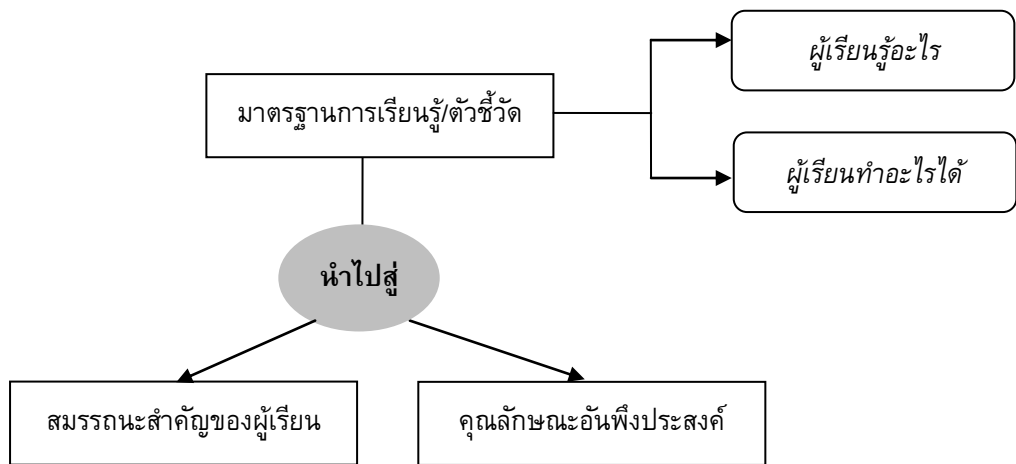 ผู้เรียนรู้อะไร
มาตรฐานการเรียนรู้/ตัวชี้วัด
ผู้เรียนทำอะไรได้
นำไปสู่
สมรรถนะสำคัญของผู้เรียน
คุณลักษณะอันพึงประสงค์